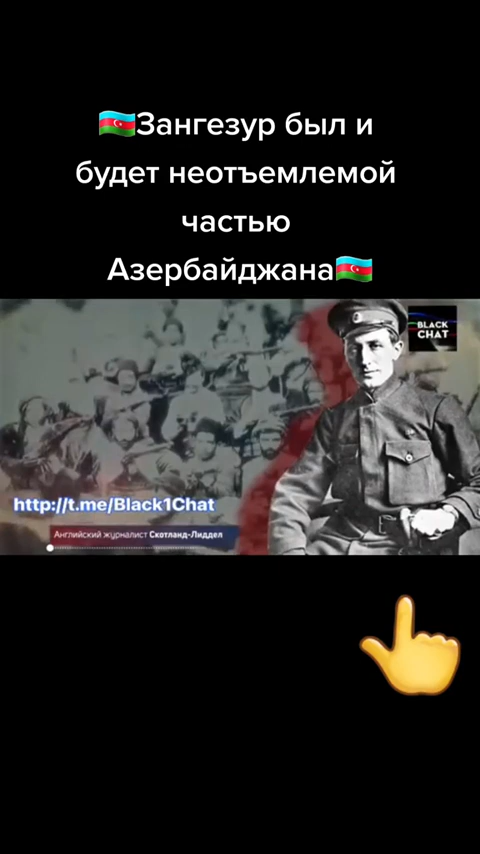 🇦🇿Зангезур был и
будет неотъемлемой
частью
Азербайджана🇦🇿
BLACK
CHAT
http://t.me/Black1Chat
Английский журналист Скотланд-Лиддел